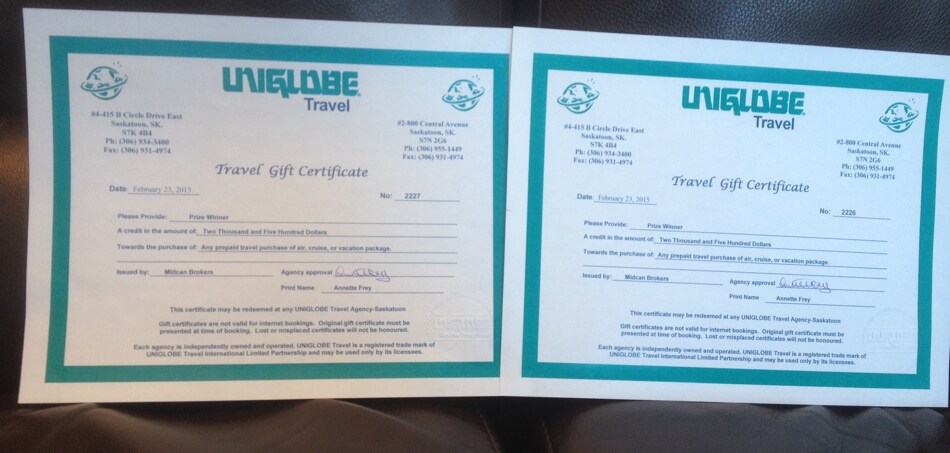 UNIGLOBE
Travel
#4-415 B Circle Drive East
Saskatoon, SK.
S7K 4B4
Ph: (306) 934-3400
Fax: (306) 931-4974
#2-800 Central Avenue
Saskatoon, SK.
S7N 2G6
Ph: (306) 955-1449
Fax: (306) 931-4974
Travel Gift Certificate
Date: February 23, 2015
No: 2227
Please Provide: Prize Winner
A credit in the amount of: Two Thousand and Five Hundred Dollars
Towards the purchase of: Any prepaid travel purchase of air, cruise, or vacation package.
Issued by: Midcan Brokers Agency approval
Print Name Annette Frey
This certificate may be redeemed at any UNIGLOBE Travel Agency-Saskatoon
Gift certificates are not valid for internet bookings. Original gift certificate must be
presented at time of booking. Lost or misplaced certificates will not be honoured.
Each agency is independently owned and operated. UNIGLOBE Travel is a registered trade mark of
UNIGLOBE Travel International Limited Partnership and may be used only by its licensees.
UNIGLOBE
Travel
#4-415 B Circle Drive East
Saskatoon, SK.
S7K 4B4
Ph: (306) 934-3400
Fax: (306) 931-4974
#2-800 Central Avenue
Saskatoon, SK.
S7N 2G6
Ph: (306) 955-1449
Fax: (306) 931-4974
Travel Gift Certificate
Date: February 23, 2015
No: 2226
Please Provide: Prize Winner
A credit in the amount of: Two Thousand and Five Hundred Dollars
Towards the purchase of: Any prepaid travel purchase of air, cruise, or vacation package.
Issued by: Midcan Brokers Agency approval
Print Name Annette Frey
This certificate may be redeemed at any UNIGLOBE Travel Agency-Saskatoon
Gift certificates are not valid for internet bookings. Original gift certificate must be
presented at time of booking. Lost or misplaced certificates will not be honoured.
Each agency is independently owned and operated. UNIGLOBE Travel is a registered trade mark of
UNIGLOBE Travel International Limited Partnership and may be used only by its licensees.